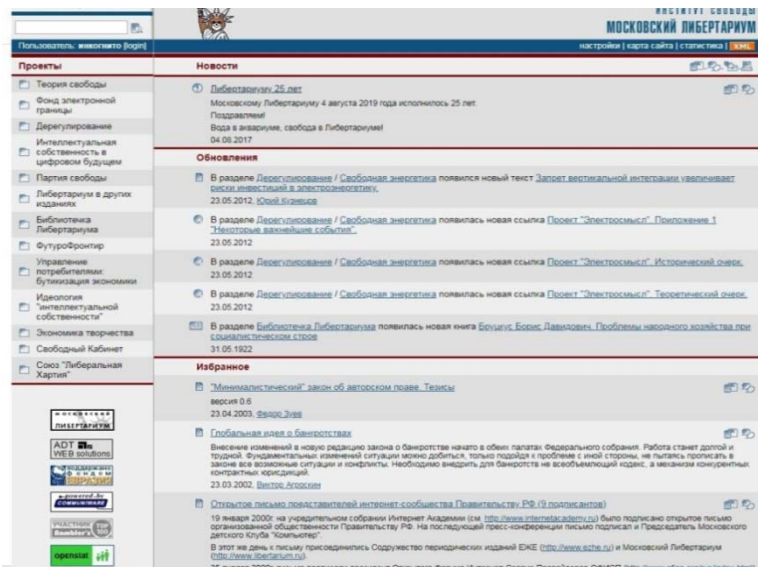 ИНСТИТУТ СВОБОДЫ
МОСКОВСКИЙ ЛИБЕРТАРИУМ
Пользователь: инкогнито [login]
настройки | карта сайта | статистика | XML
Проекты
Теория свободы
Фонд электронной
границы
Дерегулирование
Интеллектуальная
собственность в
цифровом будущем
Партия свободы
Либертариум в других
изданиях
Библиотечка
Либертариума
ФутуроФронтир
Управление
потребителями:
бутикизация экономики
Идеология
"интеллектуальной
собственности"
Экономика творчества
Свободный Кабинет
Союз "Либеральная
Хартия"
МОСКОВСКИЙ
ЛИБЕРТАРИУМ
ADT
WEB solutions
ЕВРАЗИЯ
powered by
COMMUNIWARE
УЧАСТНИК
Rambler's
openstat
Новости
Либертариуму 25 лет
Московскому Либертариуму 4 августа 2019 года исполнилось 25 лет.
Поздравляем!
Вода в аквариуме, свобода в Либертариуме!
04.08.2017
Обновления
В разделе Дерегулирование / Свободная энергетика появился новый текст Запрет вертикальной интеграции увеличивает
риски инвестиций в электроэнергетику.
23.05.2012, Юрий Кузнецов
В разделе Дерегулирование / Свободная энергетика появилась новая ссылка Проект "Электросмысл". Приложение 1
"Некоторые важнейшие события".
23.05.2012
В разделе Дерегулирование / Свободная энергетика появилась новая ссылка Проект "Электросмысл". Исторический очерк.
23.05.2012
В разделе Дерегулирование / Свободная энергетика появилась новая ссылка Проект "Электросмысл". Теоретический очерк.
23.05.2012
В разделе Библиотечка Либертариума появилась новая книга Бруцкус Борис Давидович. Проблемы народного хозяйства при
социалистическом строе
31.05.1922
Избранное
"Минималистический" закон об авторском праве. Тезисы
версия 0.6
23.04.2003, Федор Зуев
Глобальная идея о банкротствах
Внесение изменений в новую редакцию закона о банкротстве начато в обеих палатах Федерального собрания. Работа станет долгой и
трудной. Фундаментальных изменений ситуации можно добиться, только подойдя к проблеме с иной стороны, не пытаясь прописать в
законе все возможные ситуации и конфликты. Необходимо внедрить для банкротств не всеобъемлющий кодекс, а механизм конкурентных
контрактных юрисдикций.
23.03.2002, Виктор Агроскин
Открытое письмо представителей интернет-сообщества Правительству РФ (9 подписантов)
19 января 2000г. на учредительном собрании Интернет Академии (см. http://www.internetacademy.ru) было подписано открытое письмо
организованной общественности Правительству РФ. На последующей пресс-конференции письмо подписал и Председатель Московского
детского Клуба "Компьютер".
В этот же день к письму присоединились Содружество периодических изданий ЕЖЕ (http://www.ezhe.ru) и Московский Либертариум
(http://www.libertarium.ru).